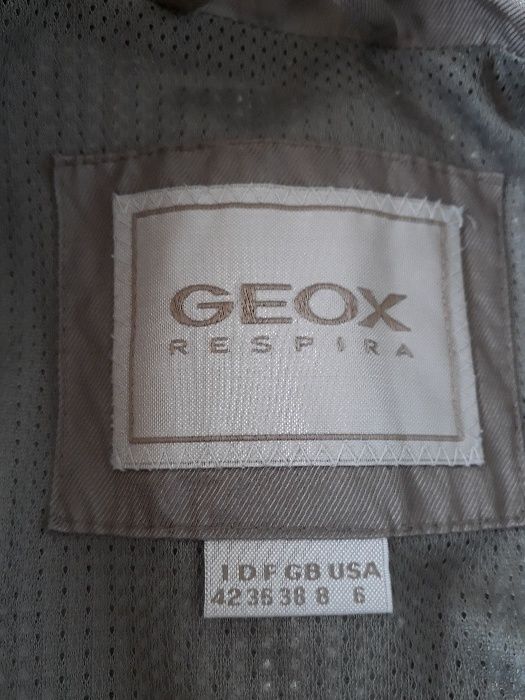 GEOX
RESPIRA
I D F GB USA
42 36 38 8 6